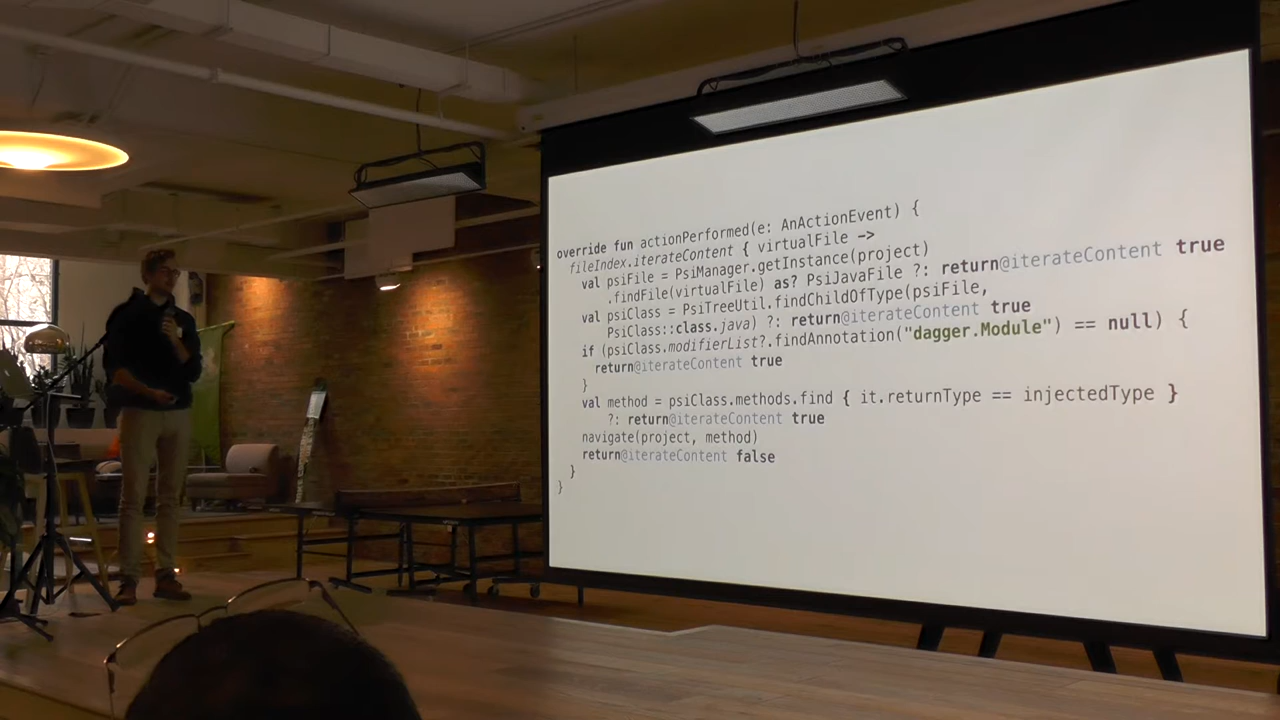 override fun actionPerformed(e: AnActionEvent) {
fileIndex.iterateContent { virtualFile ->
val psiFile = PsiManager.getInstance(project)
.findFile(virtualFile) as? PsiJavaFile ?: return@iterateContent true
val psiClass = PsiTreeUtil.findChildOfType(psiFile,
PsiClass::class.java) ?: return@iterateContent true
if (psiClass.modifierList?.findAnnotation("dagger.Module") == null) {
return@iterateContent true
}
val method = psiClass.methods.find { it.returnType == injectedType }
?: return@iterateContent true
navigate(project, method)
return@iterateContent false
}
}